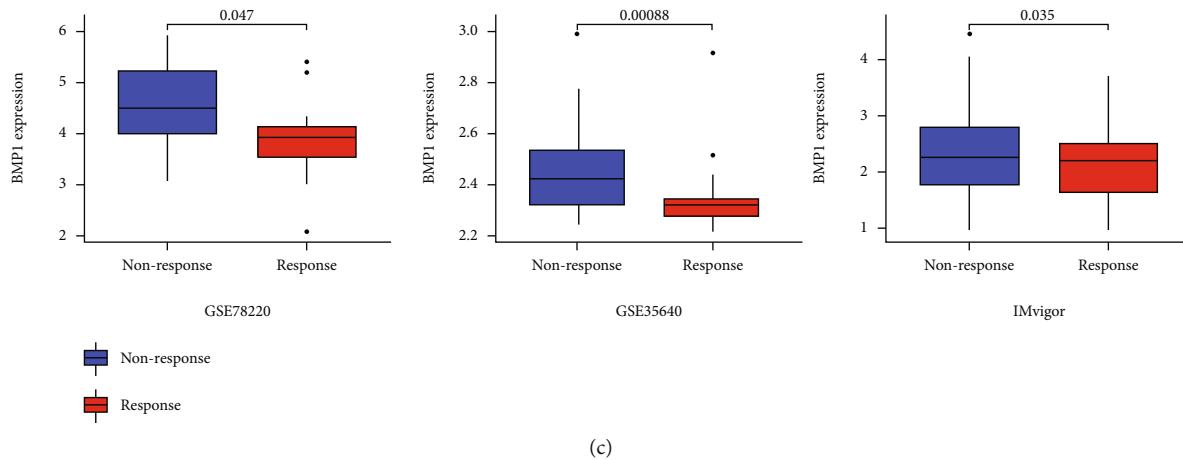 0.047
6
5
4
3
2
BMP1 expression
Non-response
Response
GSE78220
0.00088
3.0
2.8
2.6
2.4
2.2
BMP1 expression
Non-response
Response
GSE35640
0.035
4
3
2
1
BMP1 expression
Non-response
Response
IMvigor
Non-response
Response
(c)